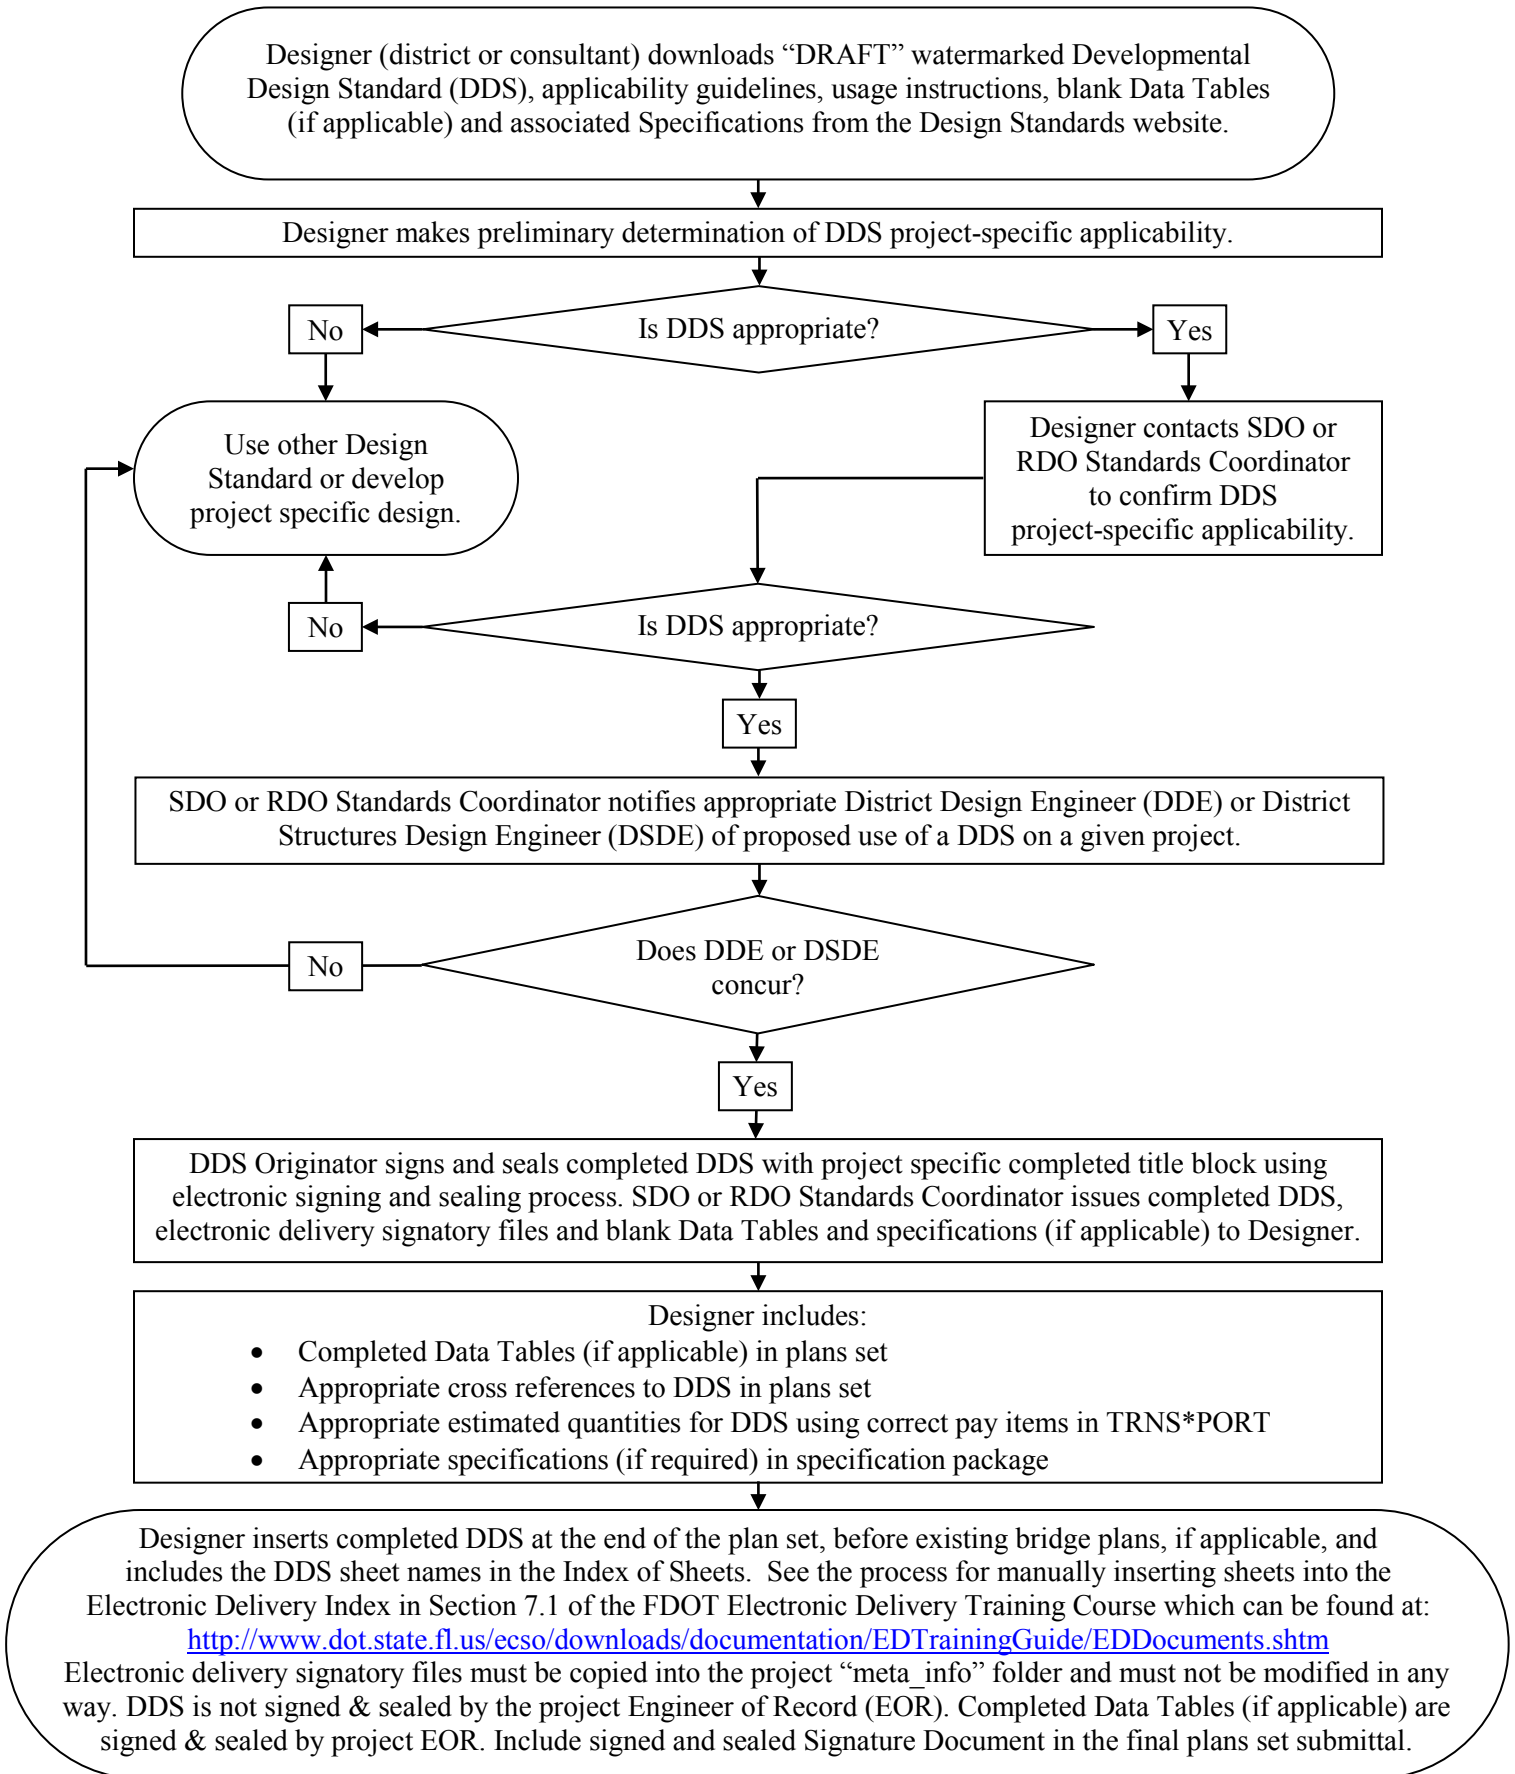 Designer (district or consultant) downloads “DRAFT” watermarked Developmental
Design Standard (DDS), applicability guidelines, usage instructions, blank Data Tables
(if applicable) and associated Specifications from the Design Standards website.
Designer makes preliminary determination of DDS project-specific applicability.
No
Is DDS appropriate?
Yes
Use other Design
Standard or develop
project specific design.
Designer contacts SDO or
RDO Standards Coordinator
to confirm DDS
project-specific applicability.
No
Is DDS appropriate?
Yes
SDO or RDO Standards Coordinator notifies appropriate District Design Engineer (DDE) or District
Structures Design Engineer (DSDE) of proposed use of a DDS on a given project.
No
Does DDE or DSDE
concur?
Yes
DDS Originator signs and seals completed DDS with project specific completed title block using
electronic signing and sealing process. SDO or RDO Standards Coordinator issues completed DDS,
electronic delivery signatory files and blank Data Tables and specifications (if applicable) to Designer.
Designer includes:
• Completed Data Tables (if applicable) in plans set
• Appropriate cross references to DDS in plans set
• Appropriate estimated quantities for DDS using correct pay items in TRNS*PORT
• Appropriate specifications (if required) in specification package
Designer inserts completed DDS at the end of the plan set, before existing bridge plans, if applicable, and
includes the DDS sheet names in the Index of Sheets.  See the process for manually inserting sheets into the
Electronic Delivery Index in Section 7.1 of the FDOT Electronic Delivery Training Course which can be found at:
http://www.dot.state.fl.us/ecso/downloads/documentation/EDTrainingGuide/EDDocuments.shtm
Electronic delivery signatory files must be copied into the project “meta_info” folder and must not be modified in any
way. DDS is not signed & sealed by the project Engineer of Record (EOR). Completed Data Tables (if applicable) are
signed & sealed by project EOR. Include signed and sealed Signature Document in the final plans set submittal.